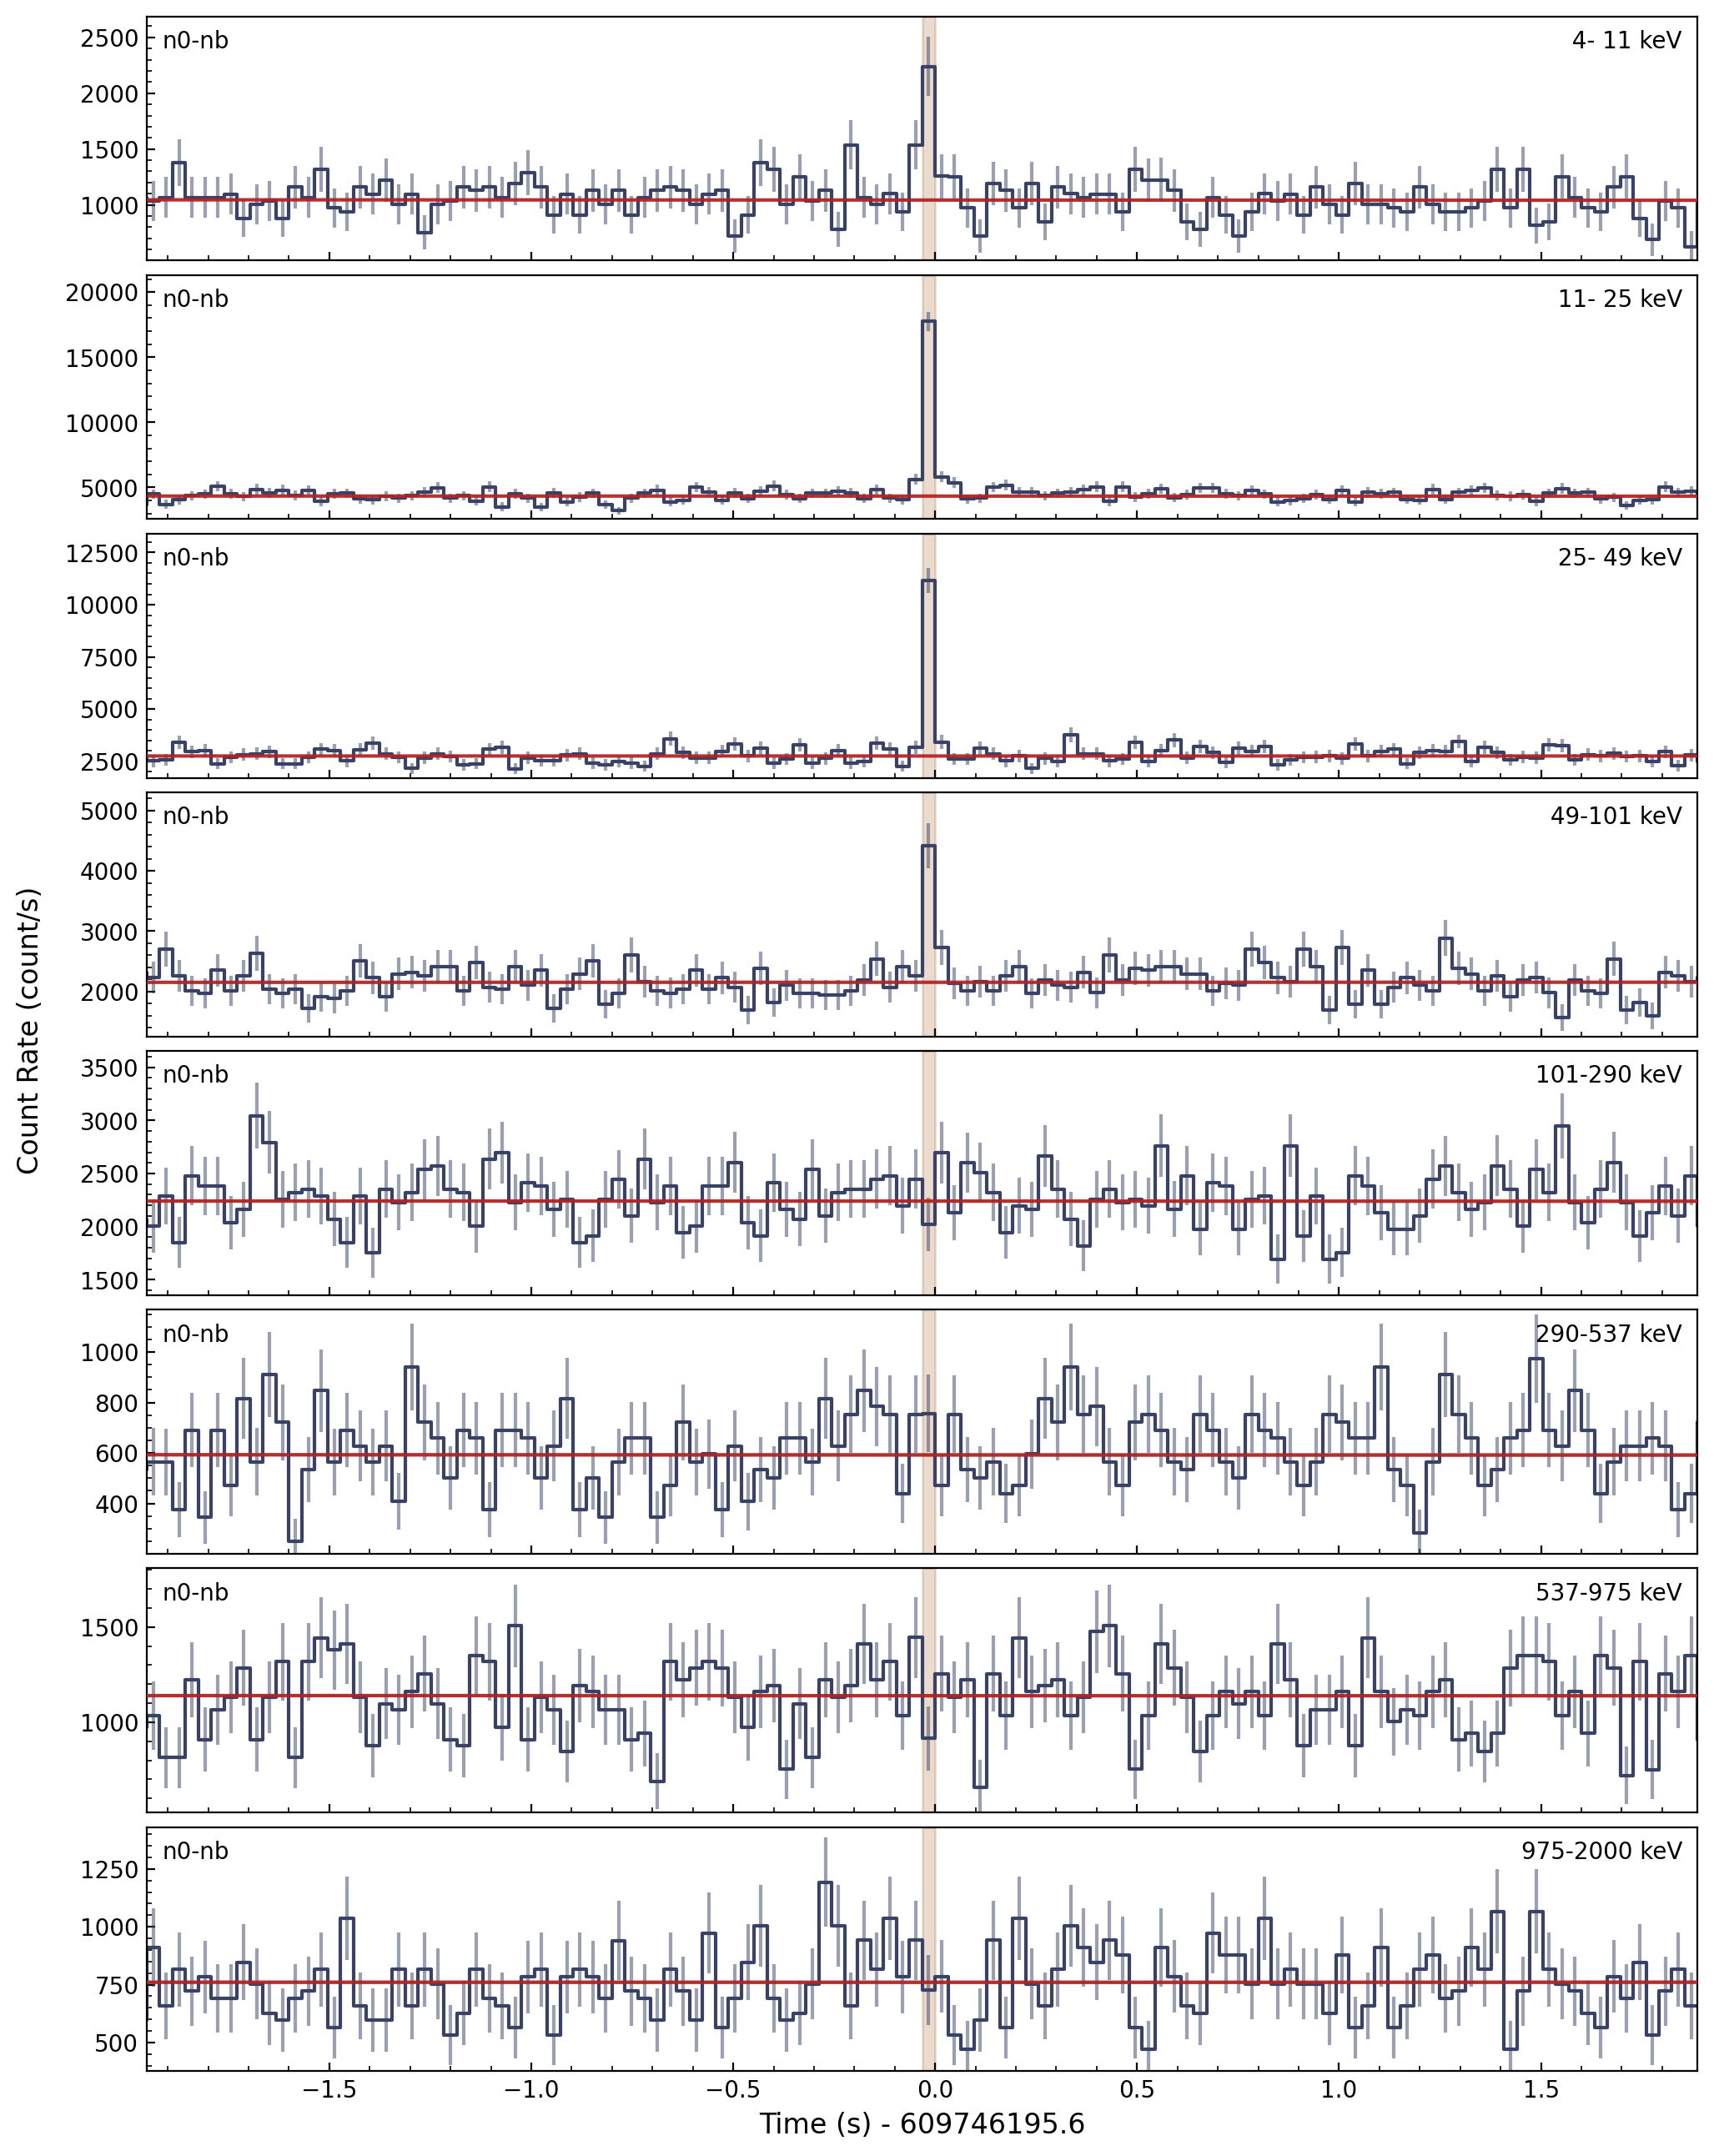 n0-nb 4- 11 keV
2500
2000
1500
1000
n0-nb 11- 25 keV
20000
15000
10000
5000
n0-nb 25- 49 keV
12500
10000
7500
5000
2500
n0-nb 49-101 keV
5000
4000
3000
2000
Count Rate (count/s)
n0-nb 101-290 keV
3500
3000
2500
2000
1500
n0-nb 290-537 keV
1000
800
600
400
n0-nb 537-975 keV
1500
1000
n0-nb 975-2000 keV
1250
1000
750
500
−1.5 −1.0 −0.5 0.0 0.5 1.0 1.5
Time (s) - 609746195.6